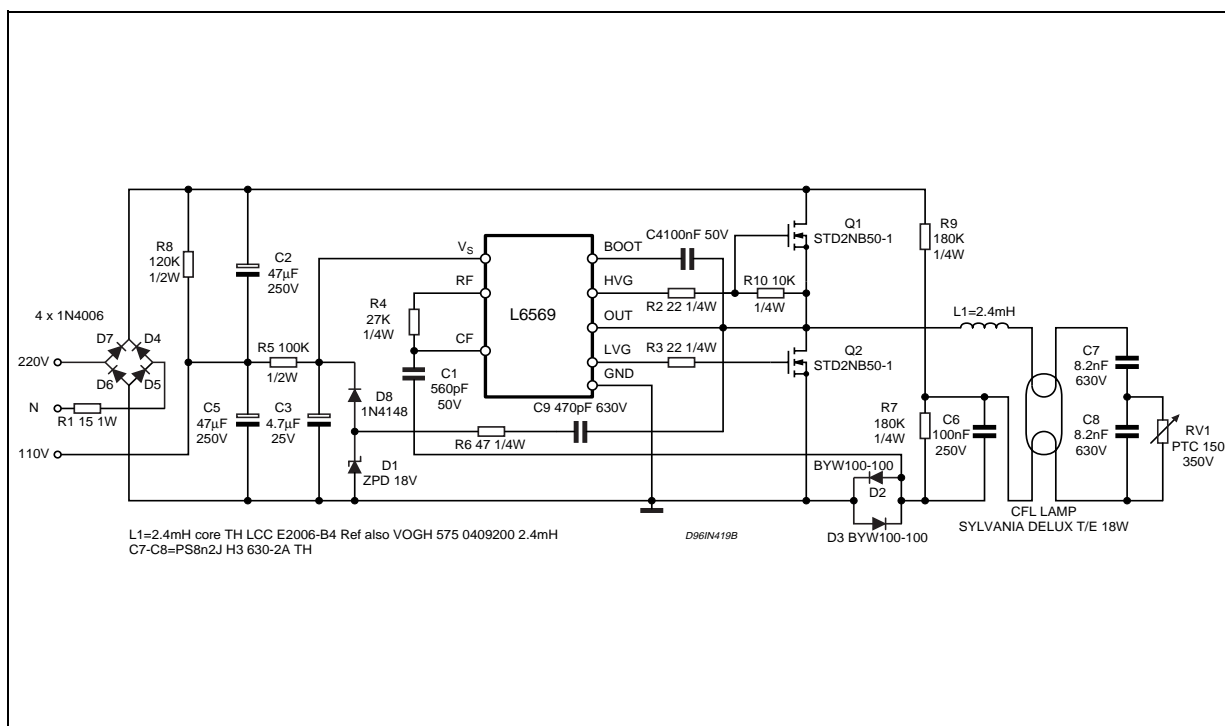 R8
120K
1/2W
C2
47µF
250V
4 x 1N4006
D7
D4
D6
D5
220V
N
R1 15 1W
110V
R5 100K
1/2W
C5
47µF
250V
C3
4.7µF
25V
VS
RF
CF
R4
27K
1/4W
C1
560pF
50V
D8
1N4148
D1
ZPD 18V
L6569
BOOT
HVG
OUT
LVG
GND
C4100nF 50V
R2 22 1/4W
R10 10K
1/4W
R3 22 1/4W
C9 470pF 630V
R6 47 1/4W
Q1
STD2NB50-1
Q2
STD2NB50-1
R9
180K
1/4W
L1=2.4mH
R7
180K
1/4W
C6
100nF
250V
BYW100-100
D2
D3 BYW100-100
C7
8.2nF
630V
C8
8.2nF
630V
RV1
PTC 150
350V
CFL LAMP
SYLVANIA DELUX T/E 18W
L1=2.4mH core TH LCC E2006-B4 Ref also VOGH 575 0409200 2.4mH
C7-C8=PS8n2J H3 630-2A TH
D96IN419B